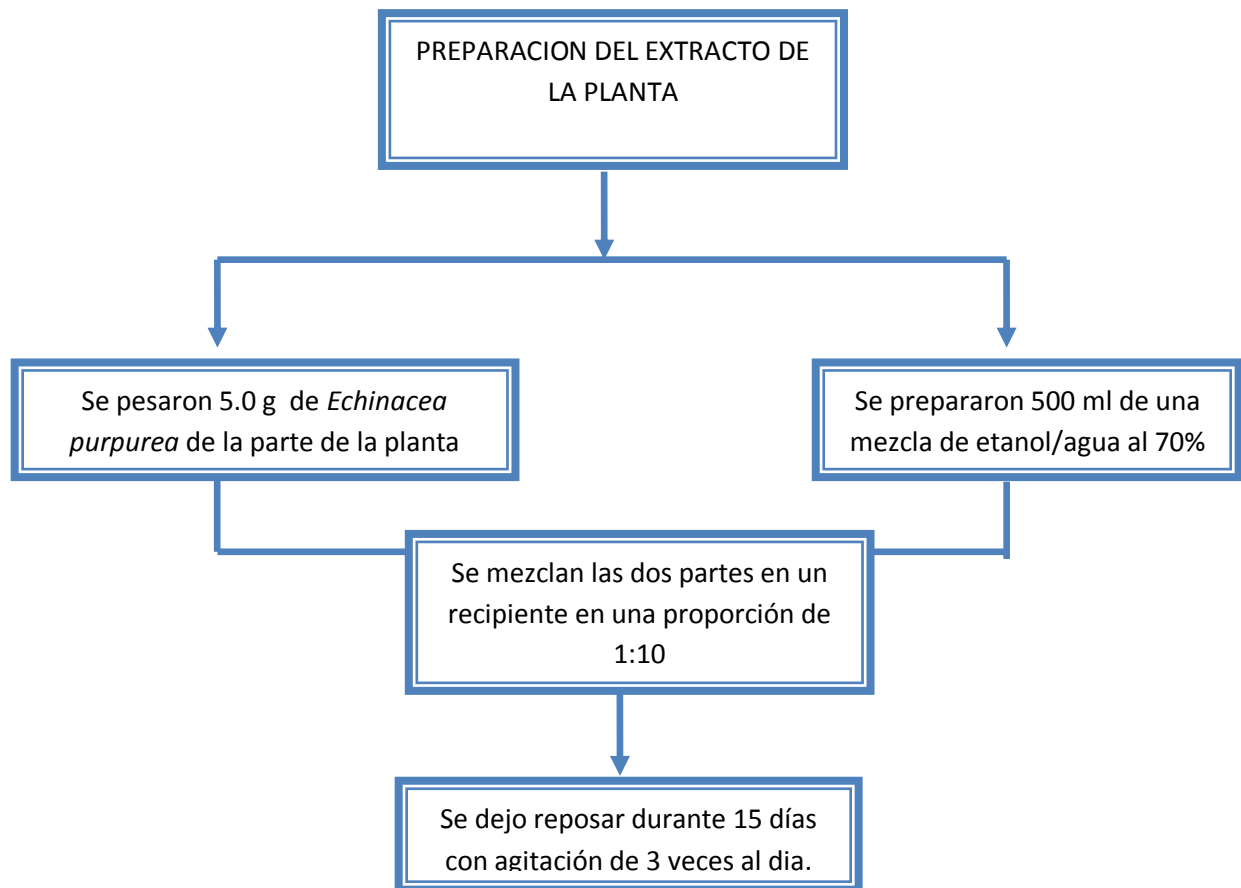 PREPARACION DEL EXTRACTO DE
LA PLANTA
Se pesaron 5.0 g  de Echinacea
purpurea de la parte de la planta
Se prepararon 500 ml de una
mezcla de etanol/agua al 70%
Se mezclan las dos partes en un
recipiente en una proporción de
1:10
Se dejo reposar durante 15 días
con agitación de 3 veces al dia.